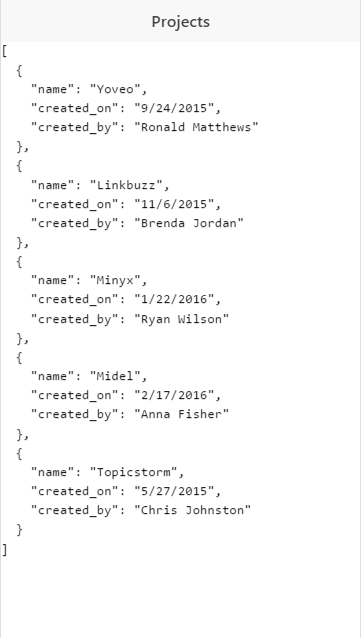 Projects
[
  {
    "name": "Yoveo",
    "created_on": "9/24/2015",
    "created_by": "Ronald Matthews"
  },
  {
    "name": "Linkbuzz",
    "created_on": "11/6/2015",
    "created_by": "Brenda Jordan"
  },
  {
    "name": "Minyx",
    "created_on": "1/22/2016",
    "created_by": "Ryan Wilson"
  },
  {
    "name": "Midel",
    "created_on": "2/17/2016",
    "created_by": "Anna Fisher"
  },
  {
    "name": "Topicstorm",
    "created_on": "5/27/2015",
    "created_by": "Chris Johnston"
  }
]